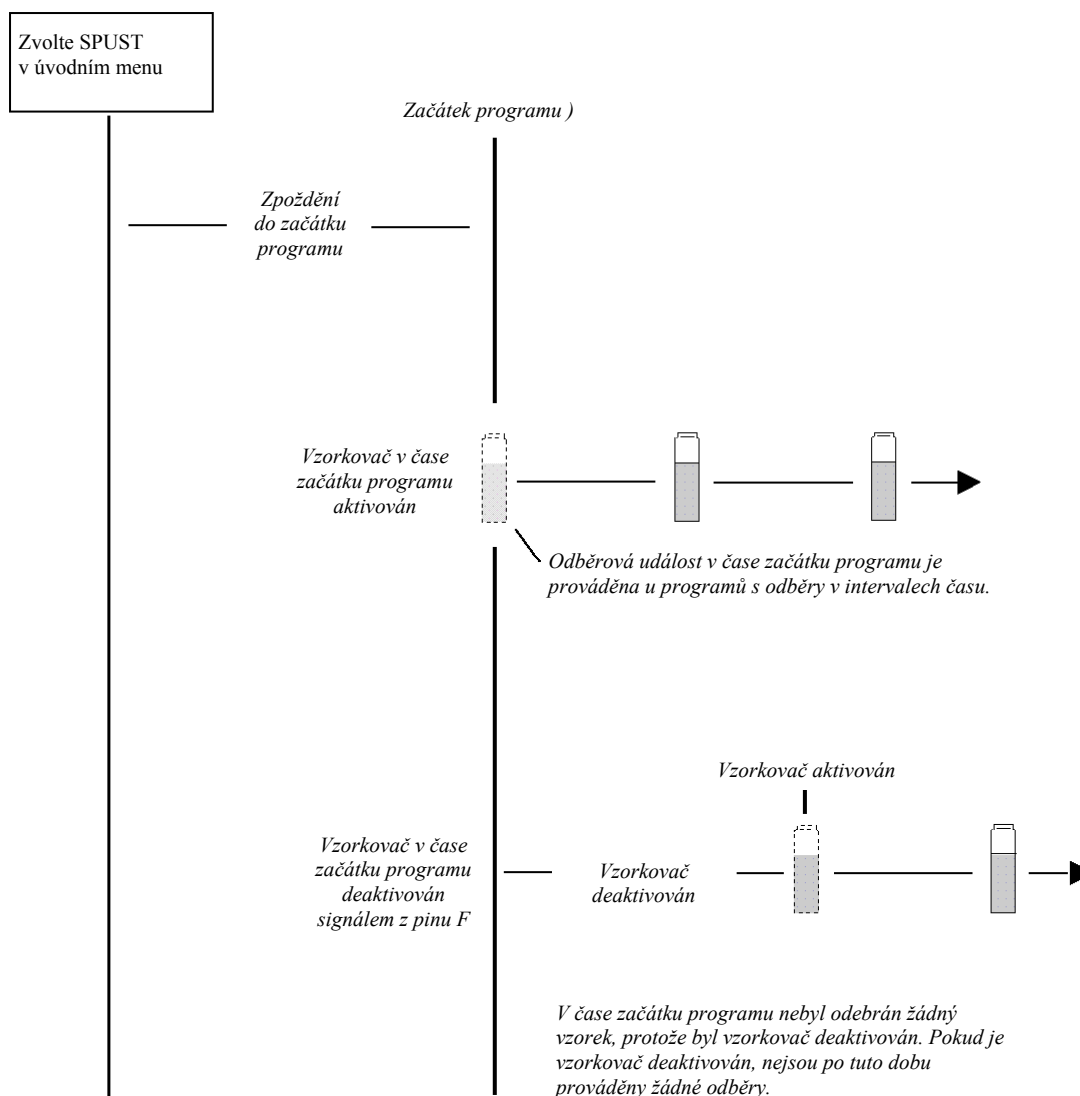 Zvolte SPUST
v úvodním menu
Začátek programu )
Zpoždění
do začátku
programu
Vzorkovač v čase
začátku programu
aktivován
Odběrová událost v čase začátku programu je
prováděna u programů s odběry v intervalech času.
Vzorkovač aktivován
Vzorkovač v čase
začátku programu
deaktivován
signálem z pinu F
Vzorkovač
deaktivován
V čase začátku programu nebyl odebrán žádný
vzorek, protože byl vzorkovač deaktivován. Pokud je
vzorkovač deaktivován, nejsou po tuto dobu
prováděny žádné odběry.